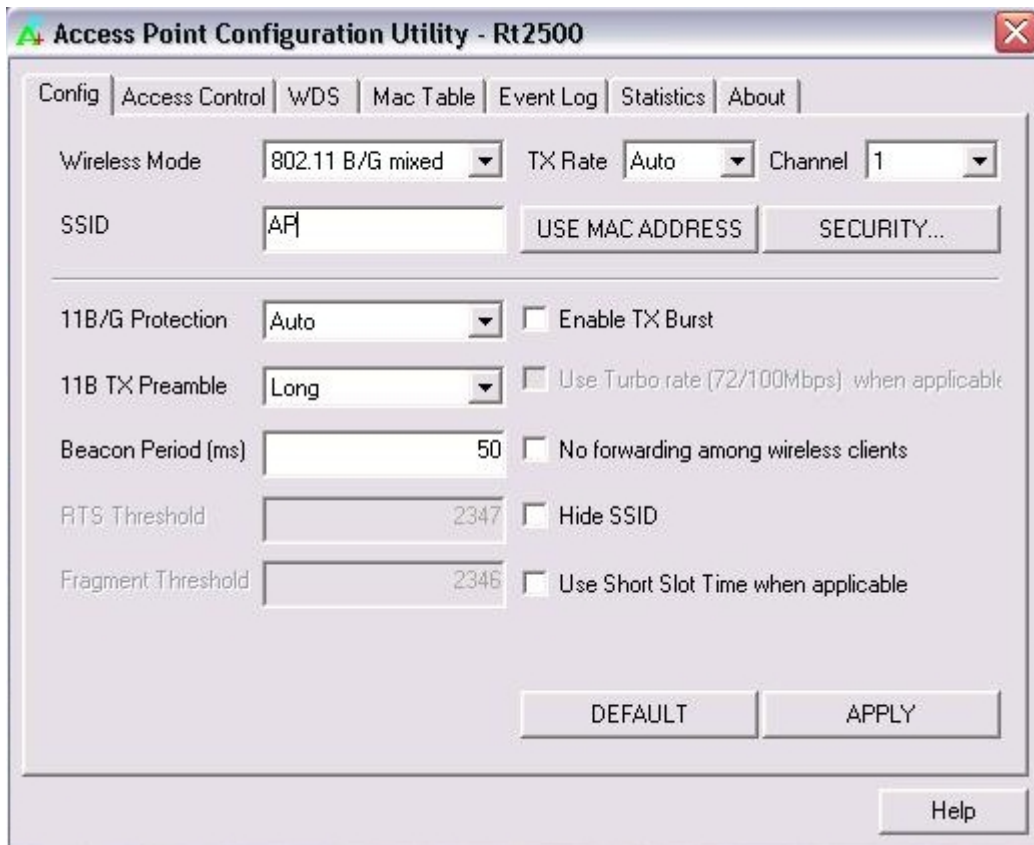 Access Point Configuration Utility - Rt2500
Config Access Control WDS Mac Table Event Log Statistics About
Wireless Mode 802.11 B/G mixed TX Rate Auto Channel 1
SSID AP USE MAC ADDRESS SECURITY...
11B/G Protection Auto Enable TX Burst
11B TX Preamble Long Use Turbo rate (72/100Mbps) when applicable
Beacon Period (ms) 50 No forwarding among wireless clients
RTS Threshold 2347 Hide SSID
Fragment Threshold 2346 Use Short Slot Time when applicable
DEFAULT APPLY
Help